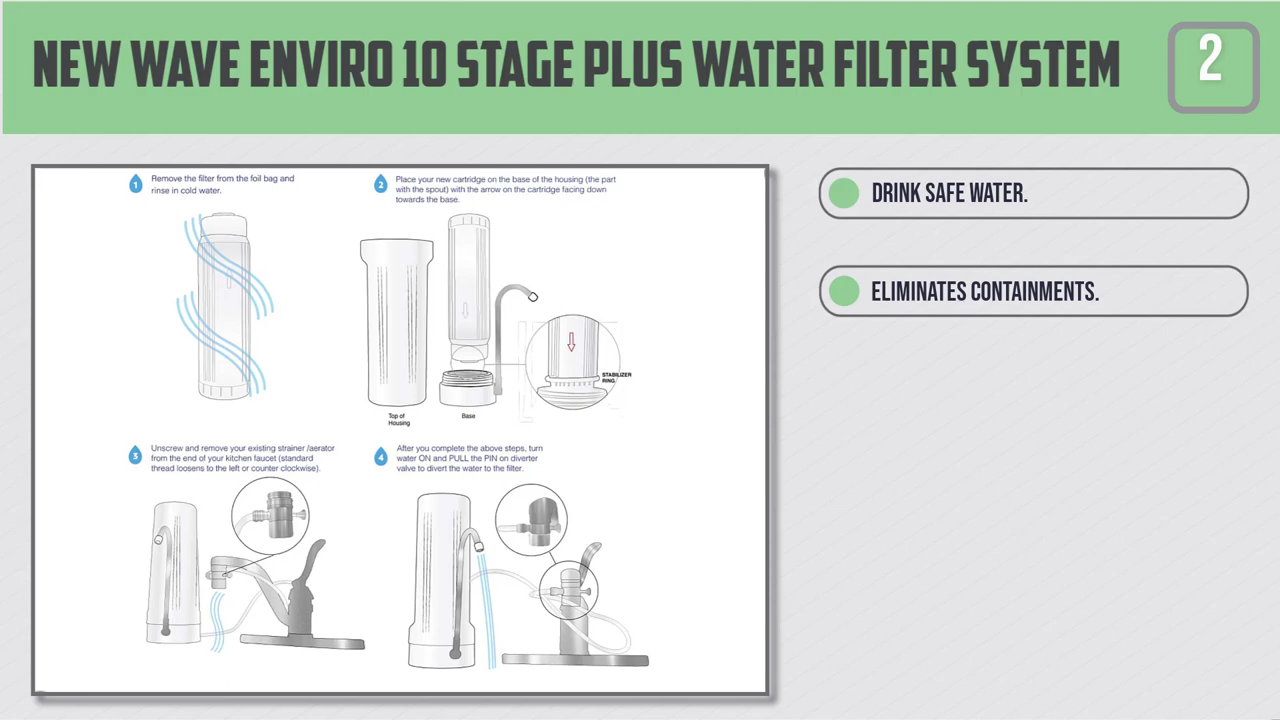 NEW WAVE ENVIRO 10 STAGE PLUS WATER FILTER SYSTEM
2
1
Remove the filter from the foil bag and
rinse in cold water.
2
Place your new cartridge on the base of the housing (the part
with the spout) with the arrow on the cartridge facing down
towards the base.
STABILIZER
RING
Top of
Housing
Base
3
Unscrew and remove your existing strainer /aerator
from the end of your kitchen faucet (standard
thread loosens to the left or counter clockwise).
4
After you complete the above steps, turn
water ON and PULL the PIN on diverter
valve to divert the water to the filter.
DRINK SAFE WATER.
ELIMINATES CONTAINMENTS.